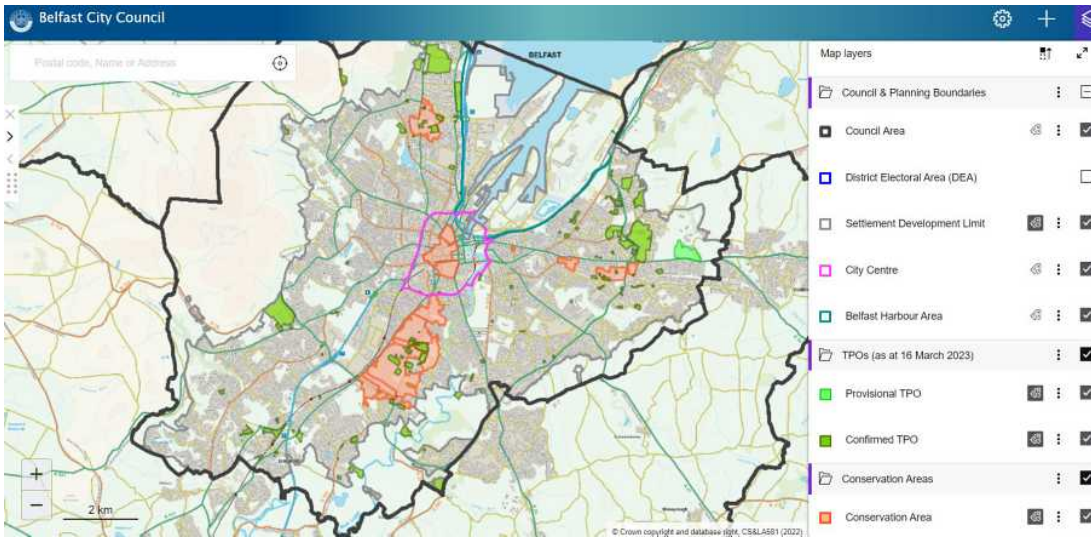 Belfast City Council
Postal code, Name or Address
BELFAST
Map layers
Council & Planning Boundaries
Council Area
District Electoral Area (DEA)
Settlement Development Limit
City Centre
Belfast Harbour Area
TPOs (as at 16 March 2023)
Provisional TPO
Confirmed TPO
Conservation Areas
Conservation Area
2 km
© Crown copyright and database right, CS&LA581 (2022)